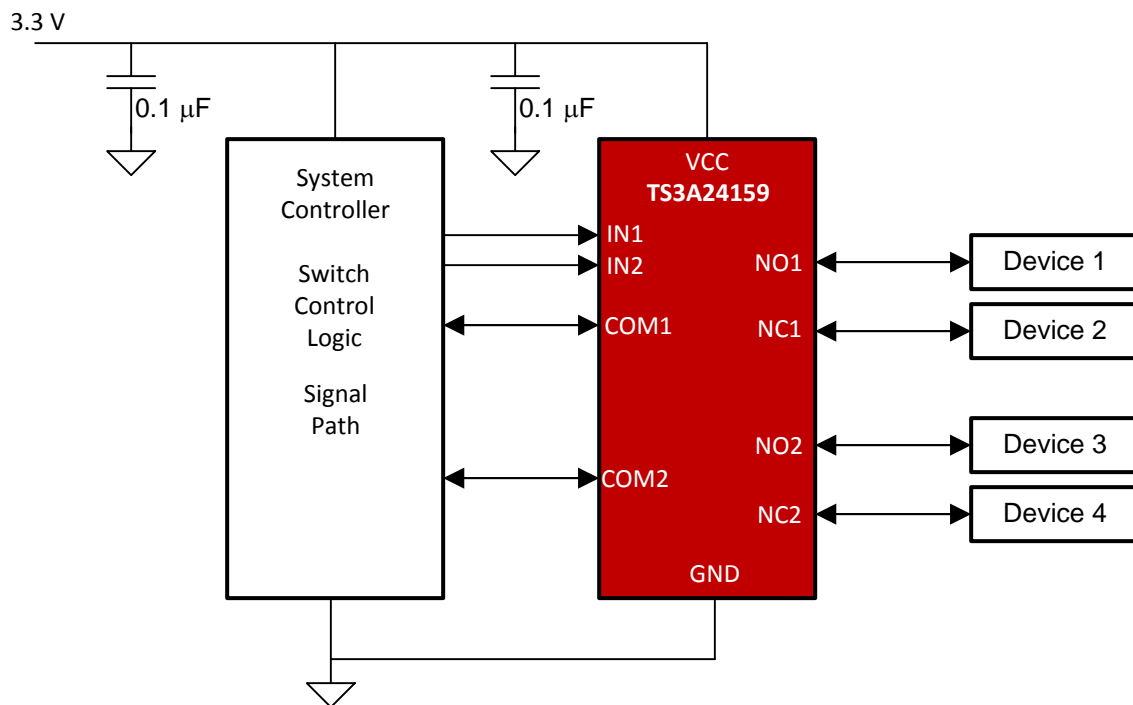 3.3 V
0.1 μF
0.1 μF
System
Controller
Switch
Control
Logic
Signal
Path
VCC
TS3A24159
IN1
IN2
COM1
COM2
NO1
NC1
NO2
NC2
GND
Device 1
Device 2
Device 3
Device 4